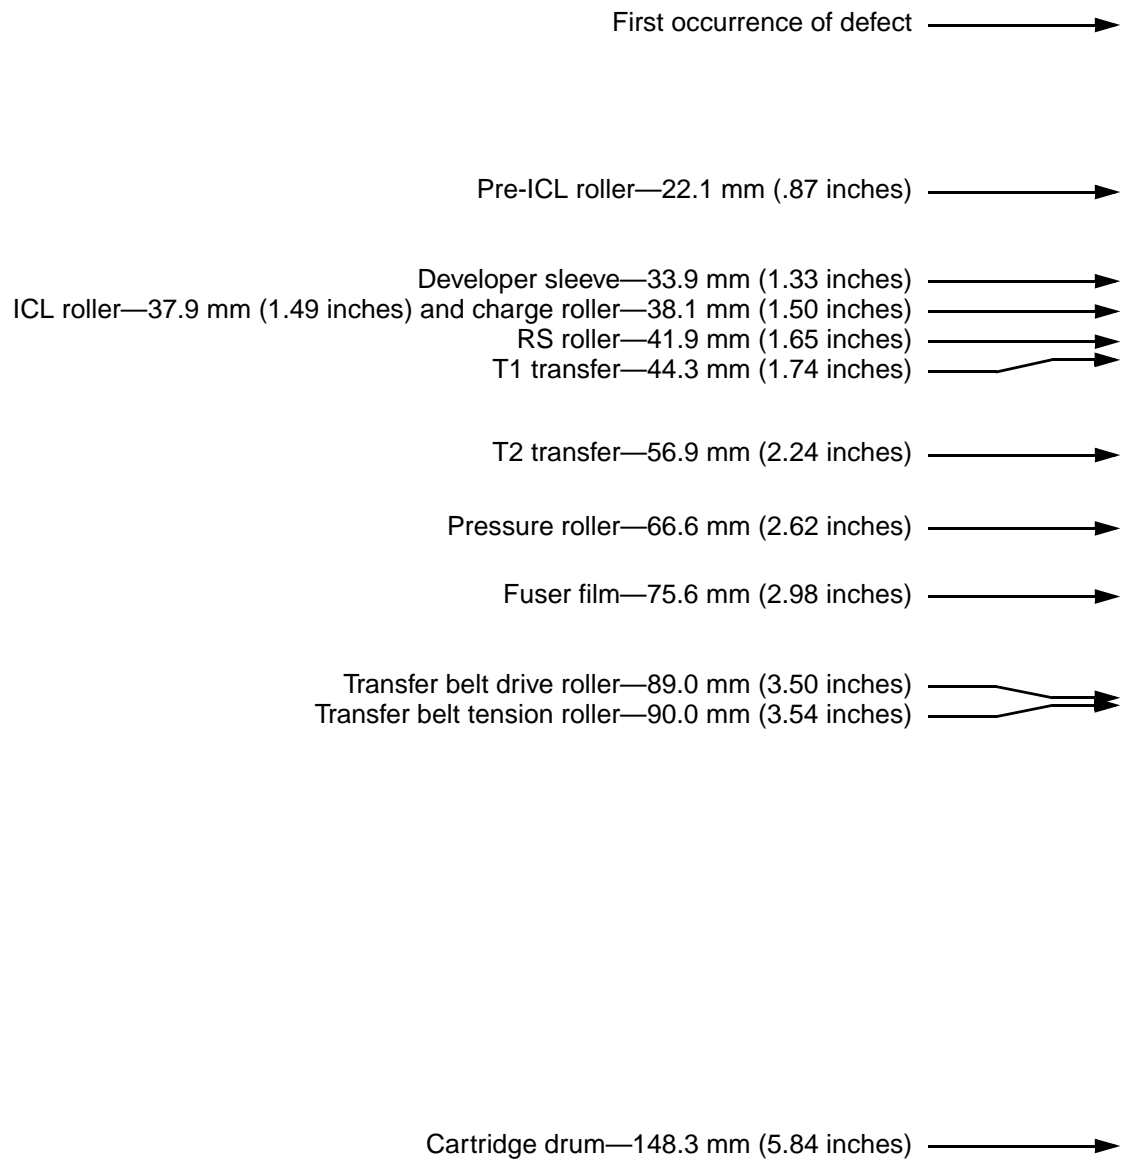 First occurrence of defect
Pre-ICL roller—22.1 mm (.87 inches)
Developer sleeve—33.9 mm (1.33 inches)
ICL roller—37.9 mm (1.49 inches) and charge roller—38.1 mm (1.50 inches)
RS roller—41.9 mm (1.65 inches)
T1 transfer—44.3 mm (1.74 inches)
T2 transfer—56.9 mm (2.24 inches)
Pressure roller—66.6 mm (2.62 inches)
Fuser film—75.6 mm (2.98 inches)
Transfer belt drive roller—89.0 mm (3.50 inches)
Transfer belt tension roller—90.0 mm (3.54 inches)
Cartridge drum—148.3 mm (5.84 inches)